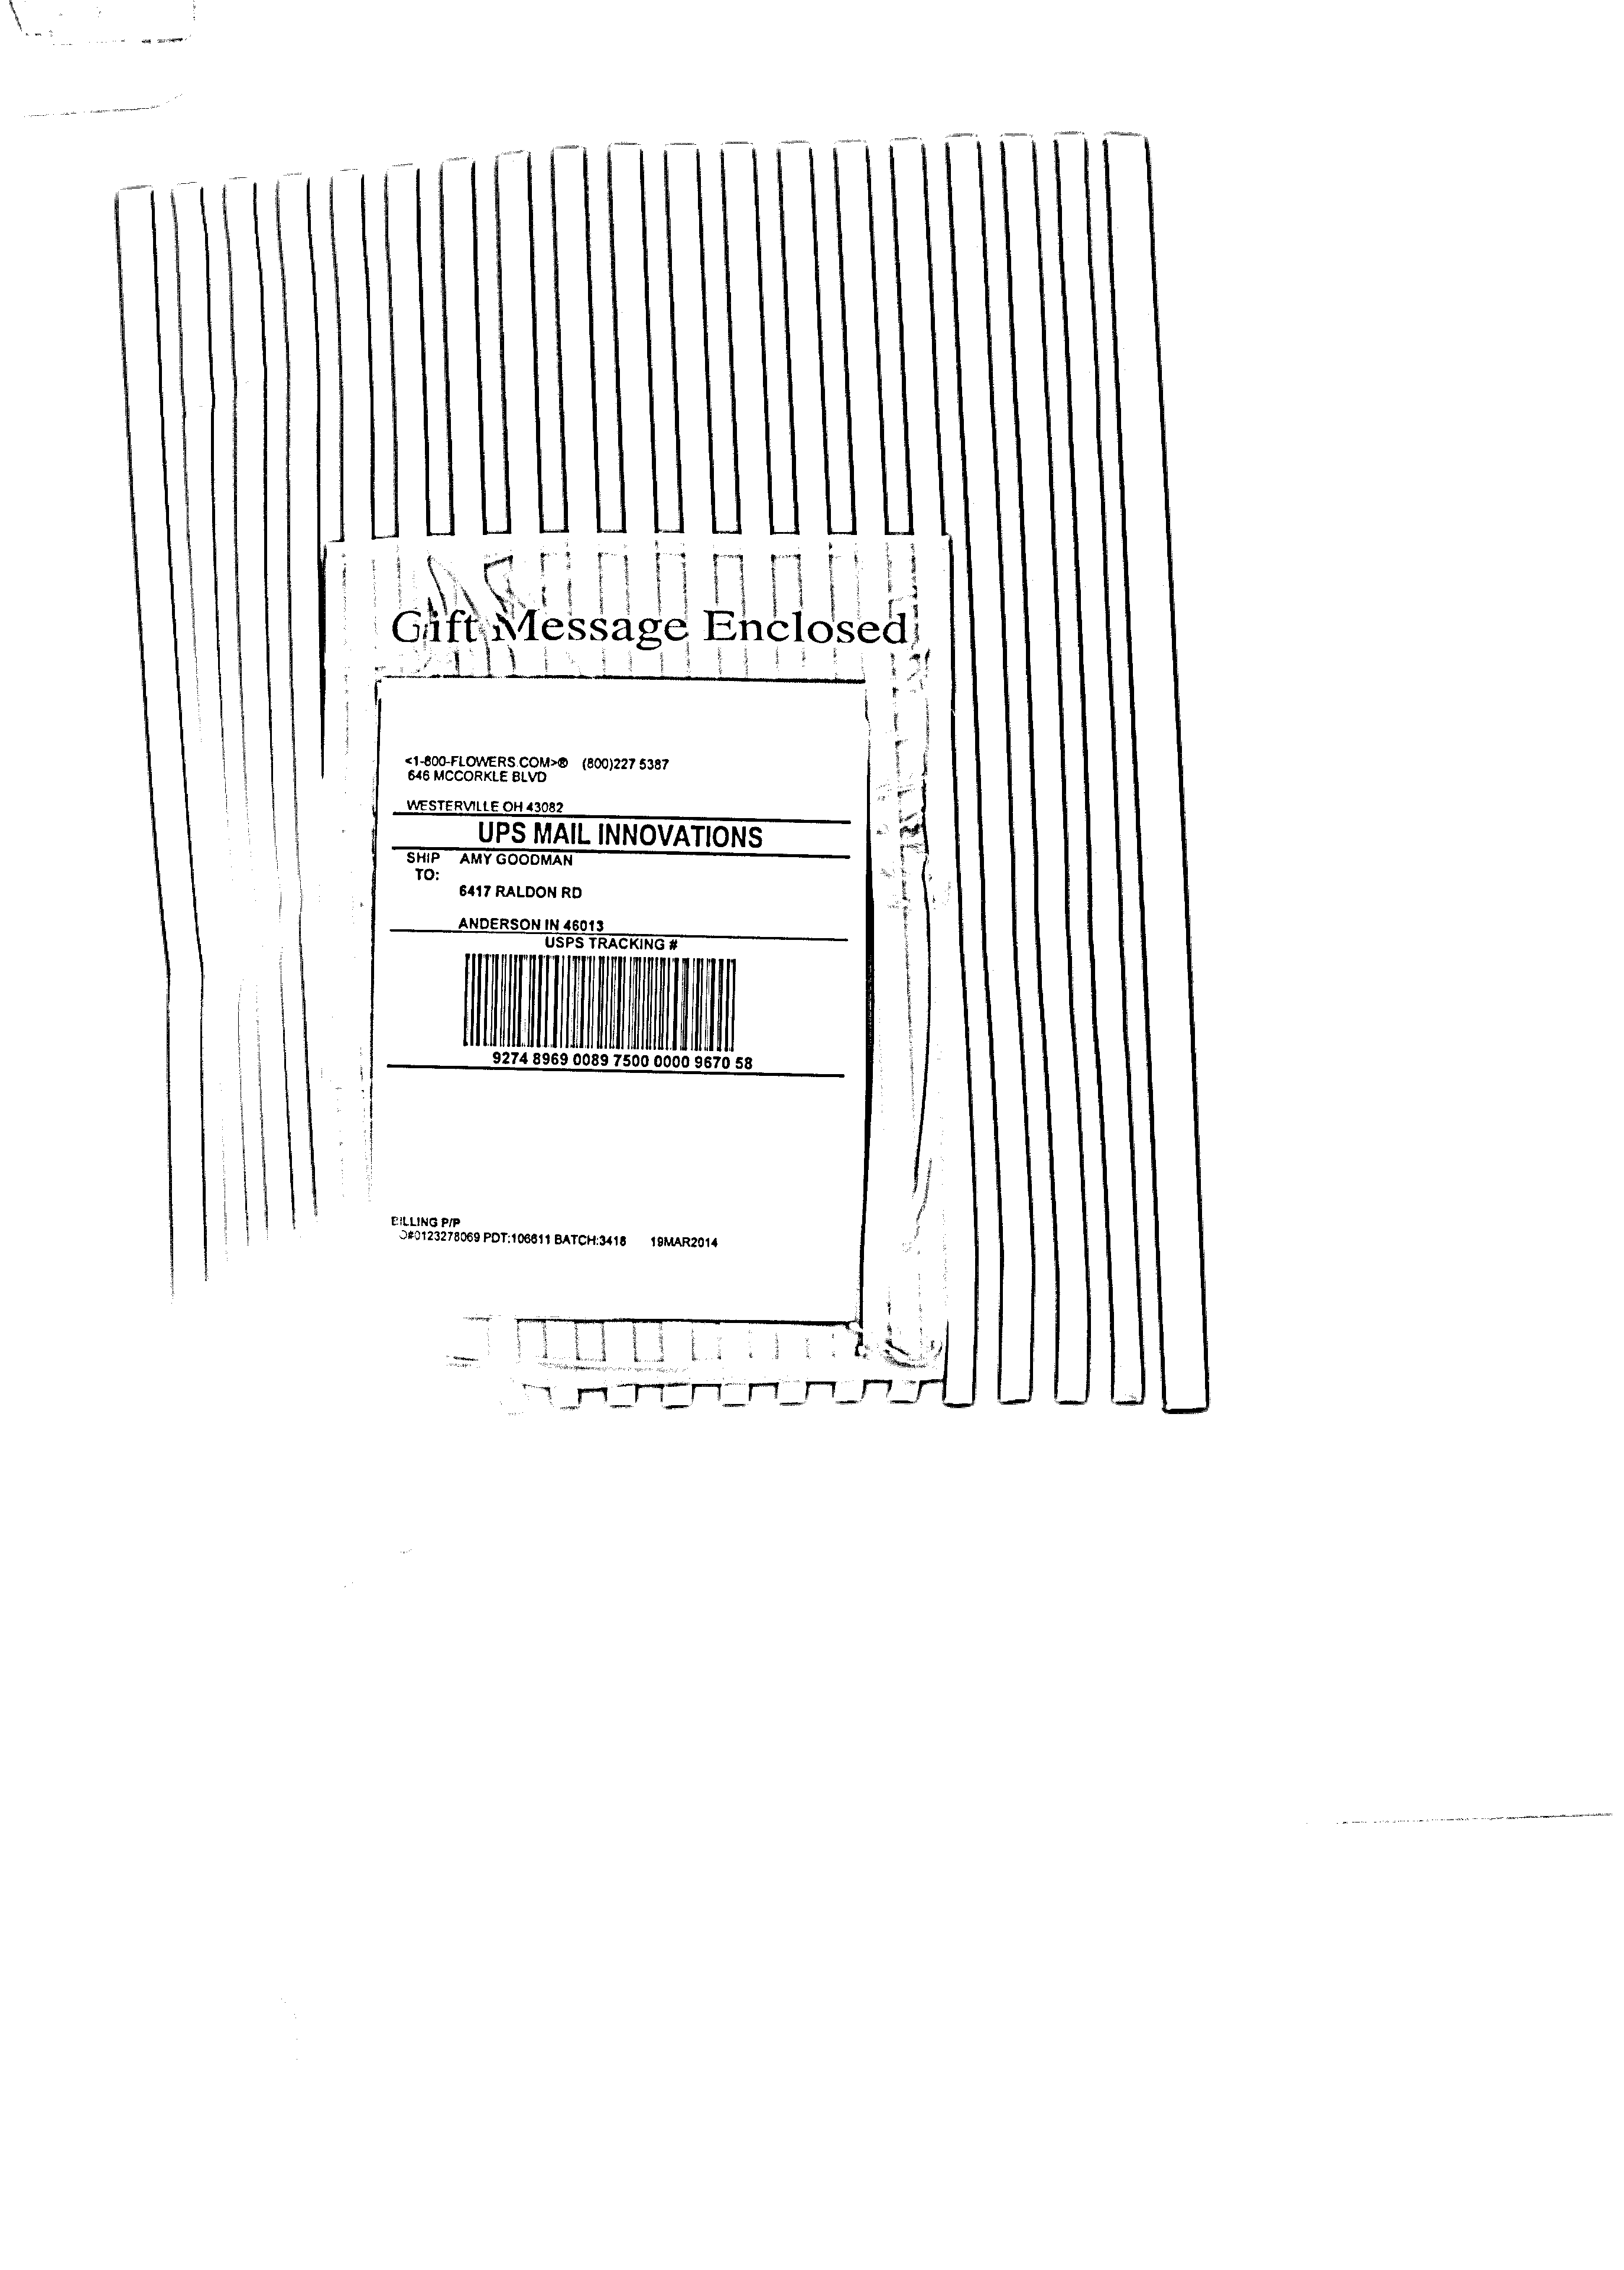 Gift Message Enclosed
<1-800-FLOWERS.COM>® (800)227 5387
646 MCCORKLE BLVD
WESTERVILLE OH 43082
UPS MAIL INNOVATIONS
SHIP AMY GOODMAN
TO:
6417 RALDON RD
ANDERSON IN 46013
USPS TRACKING #
9274 8969 0089 7500 0000 9670 58
BILLING P/P
O#0123278069 PDT:106611 BATCH:3418 19MAR2014